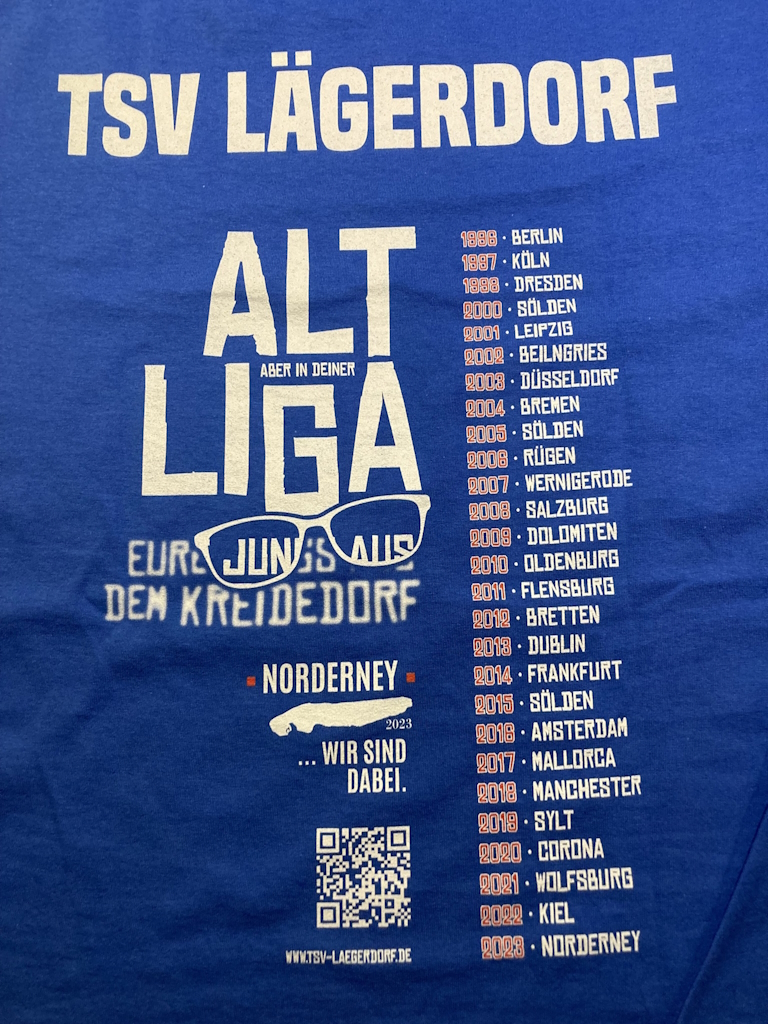 TSV LÄGERDORF
ALT
ABER IN DEINER
LIGA
EURE JUNGS AUS
DEM KREIDEDORF
NORDERNEY
2023
... WIR SIND
DABEI.
WWW.TSV-LAEGERDORF.DE
1996 · BERLIN
1997 · KÖLN
1998 · DRESDEN
2000 · SÖLDEN
2001 · LEIPZIG
2002 · BEILNGRIES
2003 · DÜSSELDORF
2004 · BREMEN
2005 · SÖLDEN
2006 · RÜGEN
2007 · WERNIGERODE
2008 · SALZBURG
2009 · DOLOMITEN
2010 · OLDENBURG
2011 · FLENSBURG
2012 · BRETTEN
2013 · DUBLIN
2014 · FRANKFURT
2015 · SÖLDEN
2016 · AMSTERDAM
2017 · MALLORCA
2018 · MANCHESTER
2019 · SYLT
2020 · CORONA
2021 · WOLFSBURG
2022 · KIEL
2023 · NORDERNEY